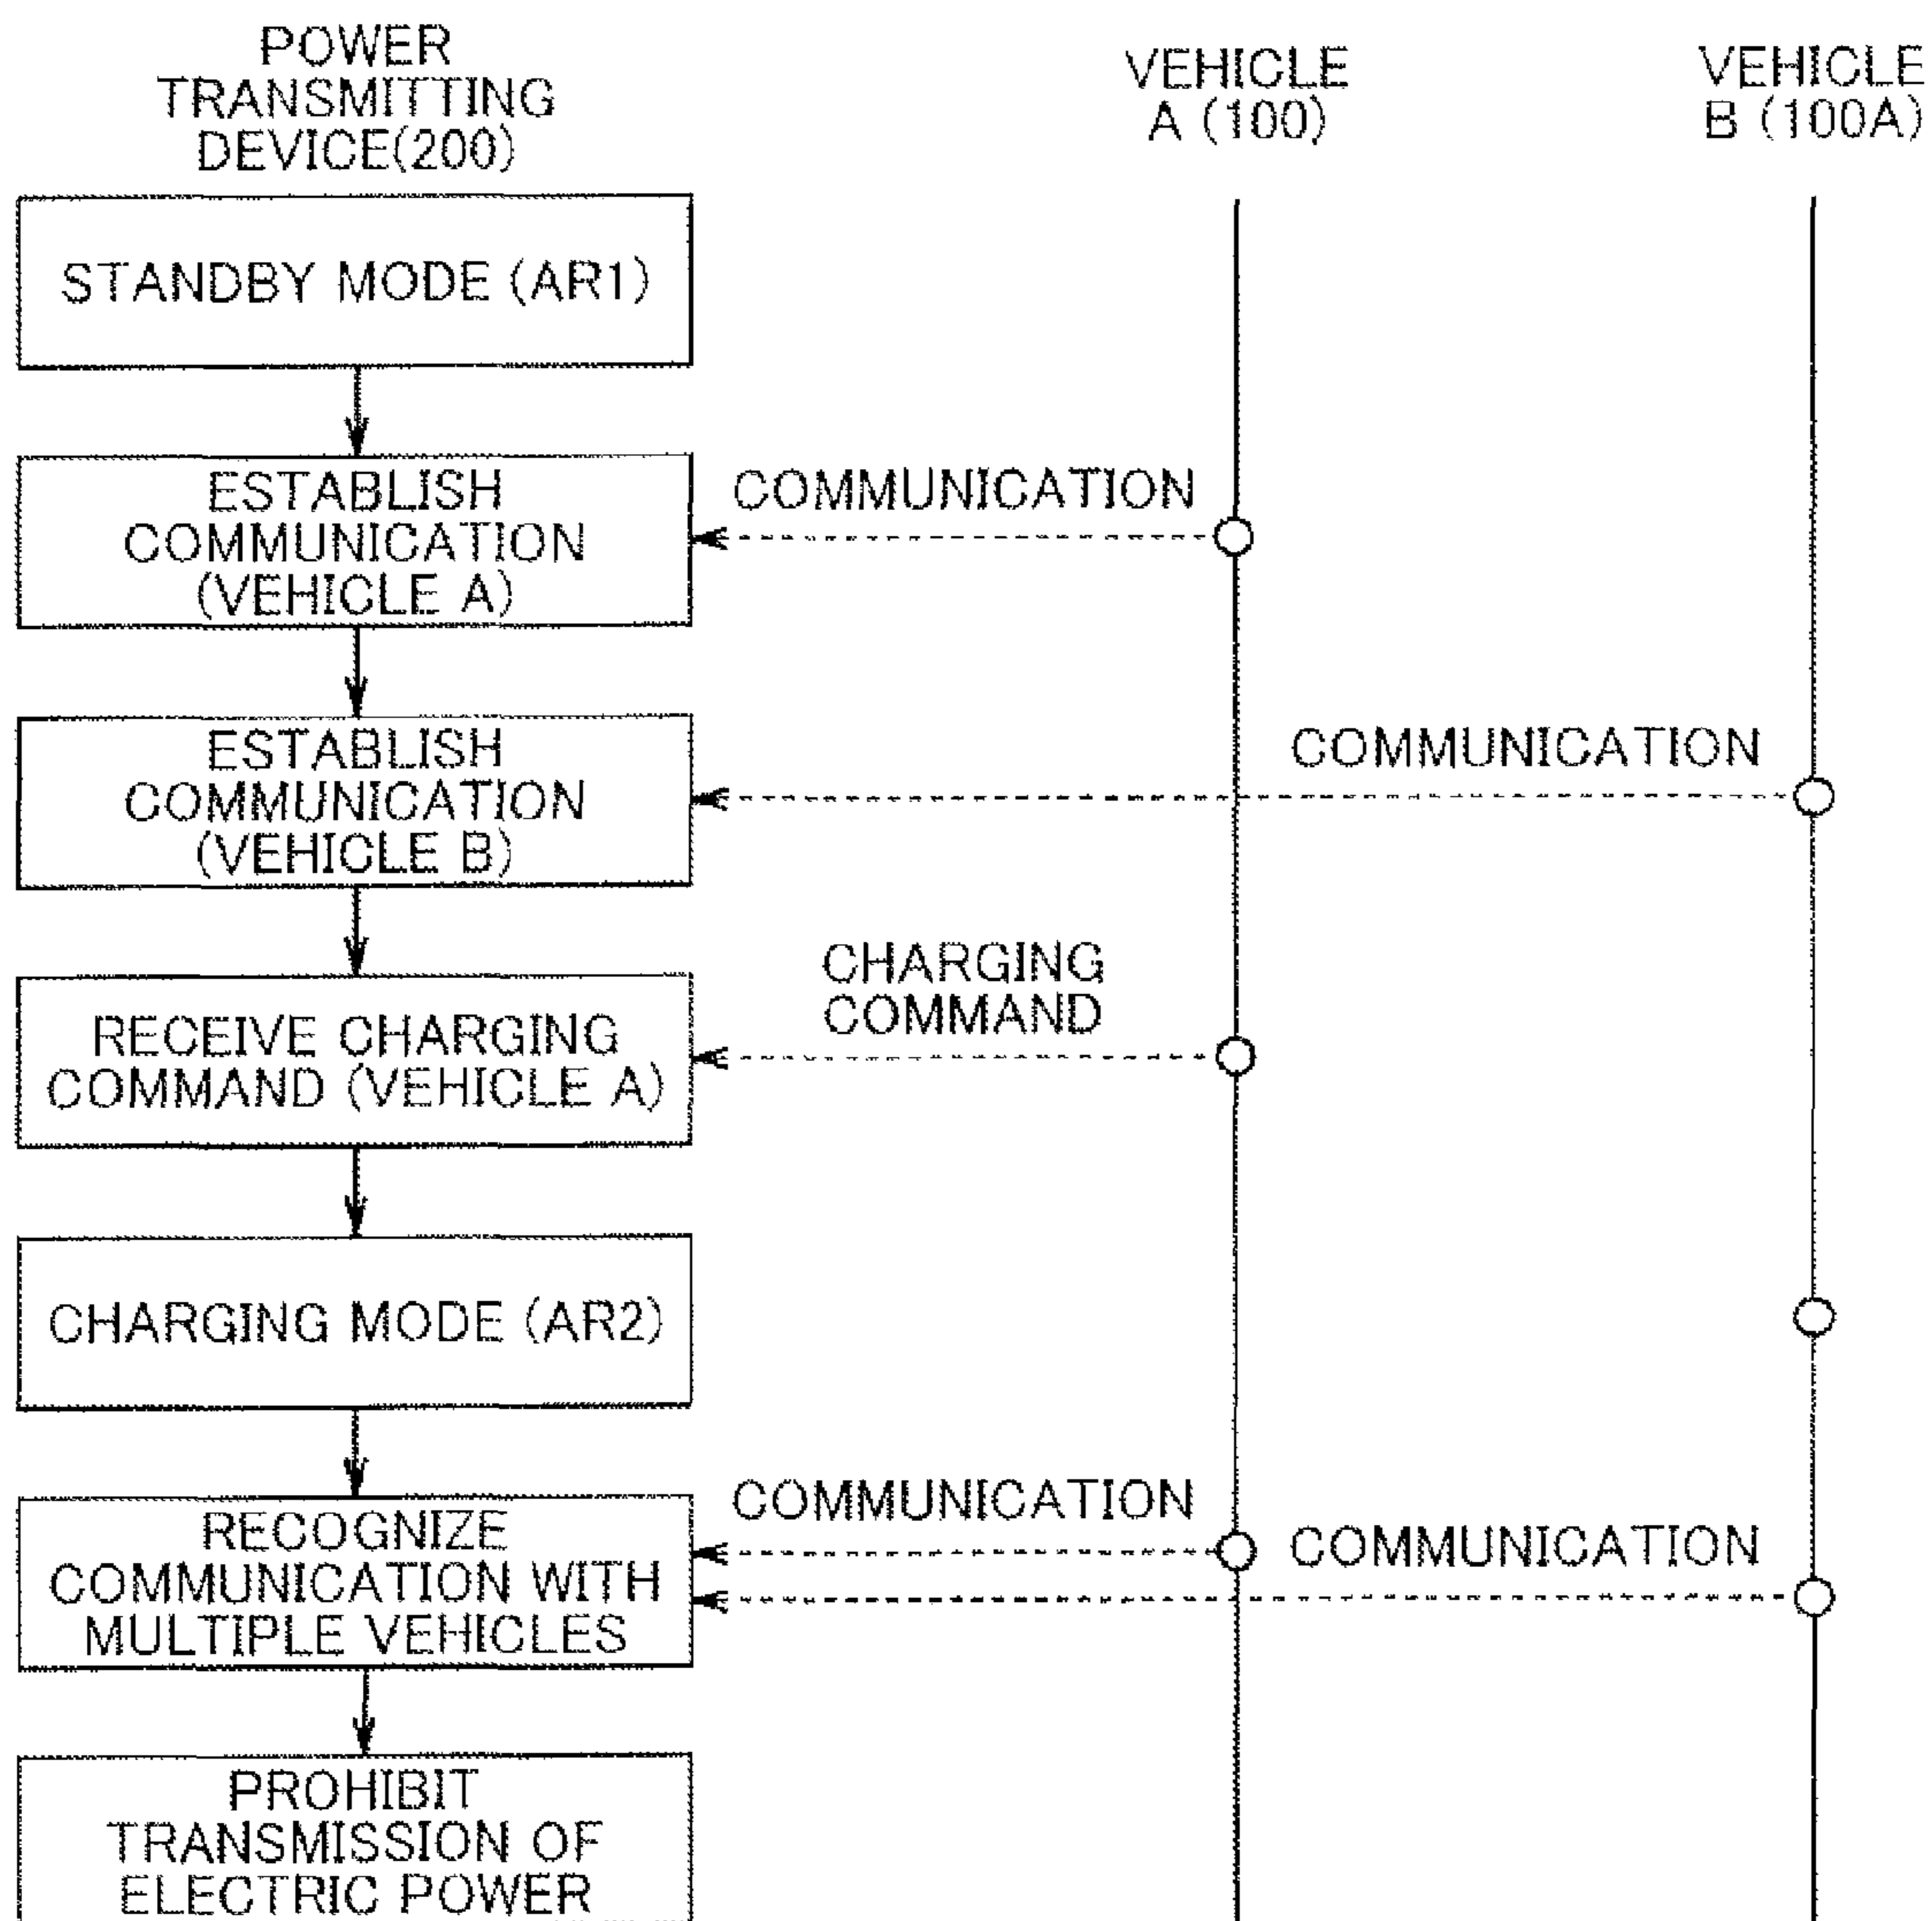 POWER
TRANSMITTING
DEVICE(200)
VEHICLE
A (100)
VEHICLE
B (100A)
STANDBY MODE (AR1)
ESTABLISH
COMMUNICATION
(VEHICLE A)
COMMUNICATION
ESTABLISH
COMMUNICATION
(VEHICLE B)
COMMUNICATION
RECEIVE CHARGING
COMMAND (VEHICLE A)
CHARGING
COMMAND
CHARGING MODE (AR2)
RECOGNIZE
COMMUNICATION WITH
MULTIPLE VEHICLES
COMMUNICATION
COMMUNICATION
PROHIBIT
TRANSMISSION OF
ELECTRIC POWER